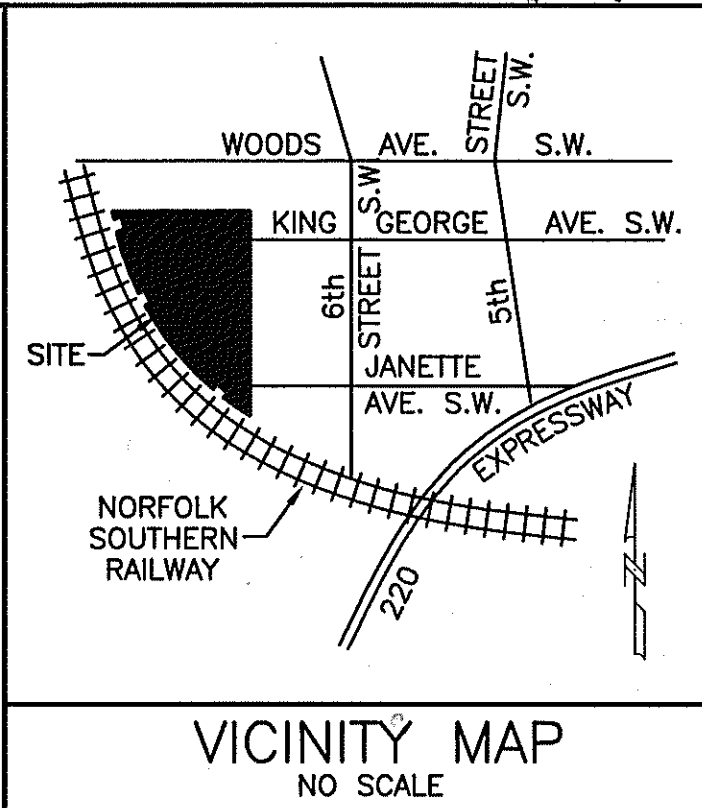 STREET
S.W.
WOODS AVE. S.W.
S.W.
KING GEORGE AVE. S.W.
6th STREET
5th
SITE
JANETTE
AVE. S.W.
EXPRESSWAY
NORFOLK
SOUTHERN
RAILWAY
220
N
VICINITY MAP
NO SCALE